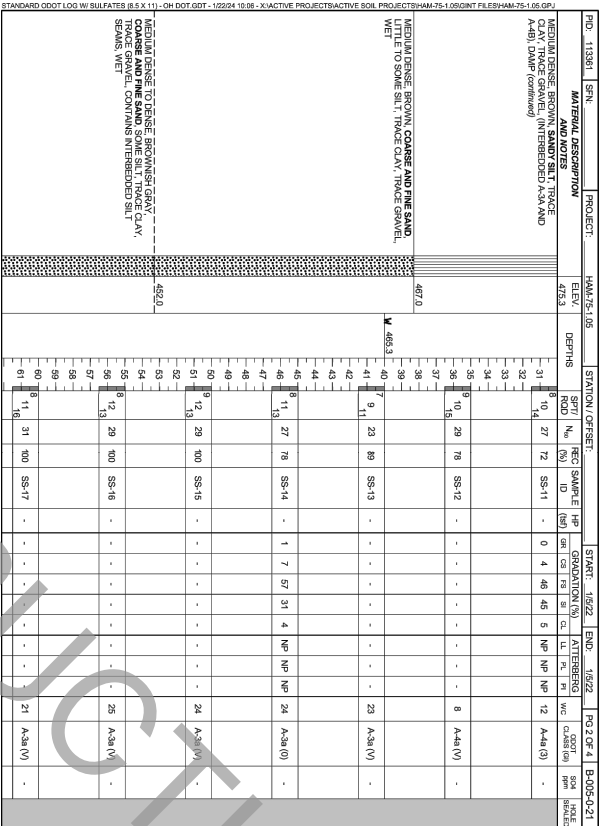 STANDARD ODOT LOG W/ SULFATES (8.5 X 11) - OH DOT.GDT - 1/22/24 10:06 - X:\ACTIVE PROJECTS\ACTIVE SOIL PROJECTS\HAM-75-1.05\GINT FILES\HAM-75-1.05.GPJ
PID: 113361 SFN: PROJECT: HAM-75-1.05 STATION / OFFSET: START: 1/5/22 END: 1/5/22 PG 2 OF 4 B-005-0-21
MATERIAL DESCRIPTION
AND NOTES
ELEV.
475.3
DEPTHS
SPT/
RQD
N60
REC
(%)
SAMPLE
ID
HP
(tsf)
GRADATION (%)
GR CS FS SI CL
ATTERBERG
LL PL PI
WC
ODOT
CLASS (GI)
SO4
ppm
HOLE
SEALED
MEDIUM DENSE, BROWN, SANDY SILT, TRACE
CLAY, TRACE GRAVEL, (INTERBEDDED A-3A AND
A-4B), DAMP (continued)
467.0
MEDIUM DENSE, BROWN, COARSE AND FINE SAND,
LITTLE TO SOME SILT, TRACE CLAY, TRACE GRAVEL,
WET
W 465.3
452.0
MEDIUM DENSE TO DENSE, BROWNISH GRAY,
COARSE AND FINE SAND, SOME SILT, TRACE CLAY,
TRACE GRAVEL, CONTAINS INTERBEDDED SILT
SEAMS, WET
31
32
33
34
35
36
37
38
39
40
41
42
43
44
45
46
47
48
49
50
51
52
53
54
55
56
57
58
59
60
61
8 10 14 27 72 SS-11 - 0 4 46 45 5 NP NP NP 12 A-4a (3) -
9 10 15 29 78 SS-12 - - - - - - - - - 8 A-4a (V) -
7 9 11 23 89 SS-13 - - - - - - - - - 23 A-3a (V) -
8 11 13 27 78 SS-14 - 1 7 57 31 4 NP NP NP 24 A-3a (0) -
9 12 13 29 100 SS-15 - - - - - - - - - 24 A-3a (V) -
8 12 13 29 100 SS-16 - - - - - - - - - 25 A-3a (V) -
8 11 16 31 100 SS-17 - - - - - - - - - 21 A-3a (V) -